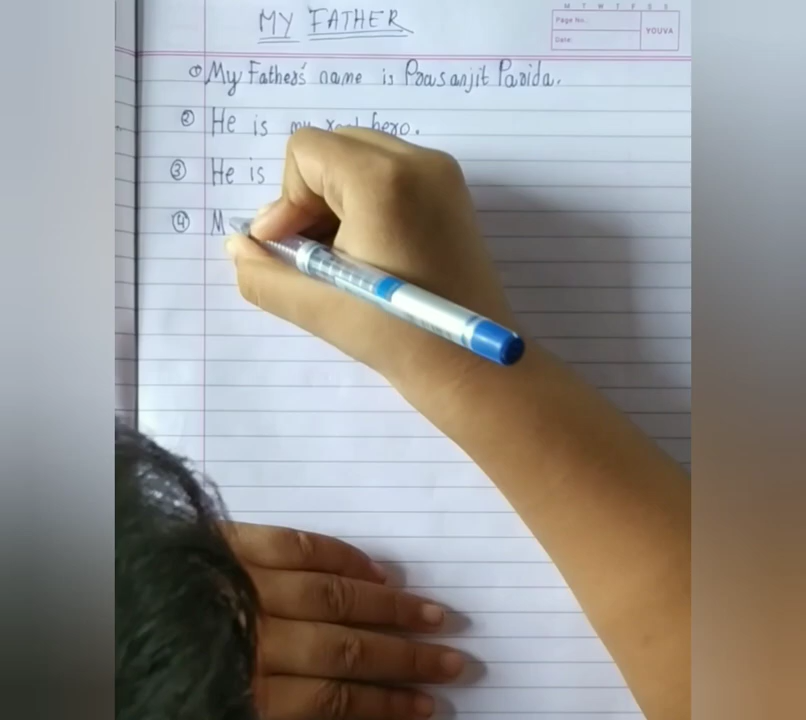 MY FATHER
M T W T F S S
Page No.:
Date:
YOUVA
① My Father's name is Prasanjit Parida.
② He is my real hero.
③ He is
④ M